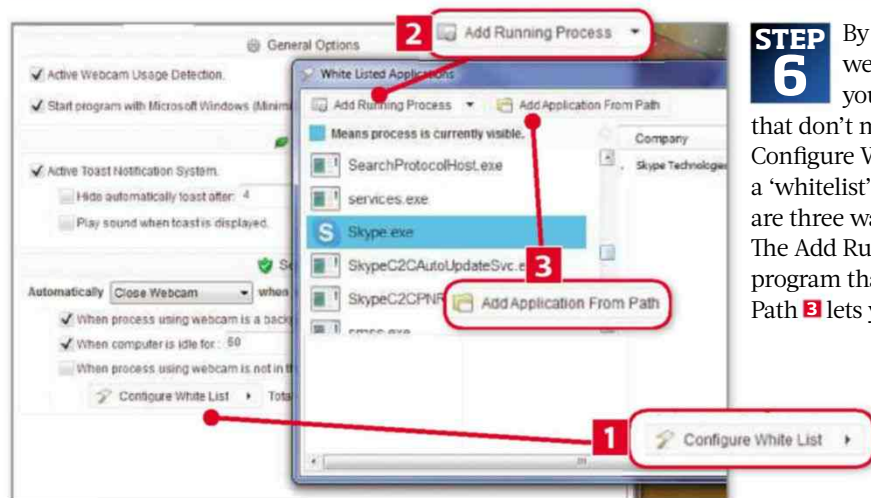 General Options
Active Webcam Usage Detection.
Start program with Microsoft Windows (Minimi
Active Toast Notification System.
Hide automatically toast after: 4
Play sound when toast is displayed.
Automatically Close Webcam when
When process using webcam is a back
When computer is idle for: 60
When process using webcam is not in th
Configure White List
Tota
2 Add Running Process
White Listed Applications
Add Running Process Add Application From Path
Means process is currently visible.
Company
SearchProtocolHost.exe
Skype Technologies
services.exe
Skype.exe
SkypeC2CAutoUpdateSvc.e
SkypeC2CPNR
smss.exe
3 Add Application From Path
1 Configure White List
STEP 6
By
we
you
that don't n
Configure W
a 'whitelist'
are three wa
The Add Ru
program tha
Path 3 lets y